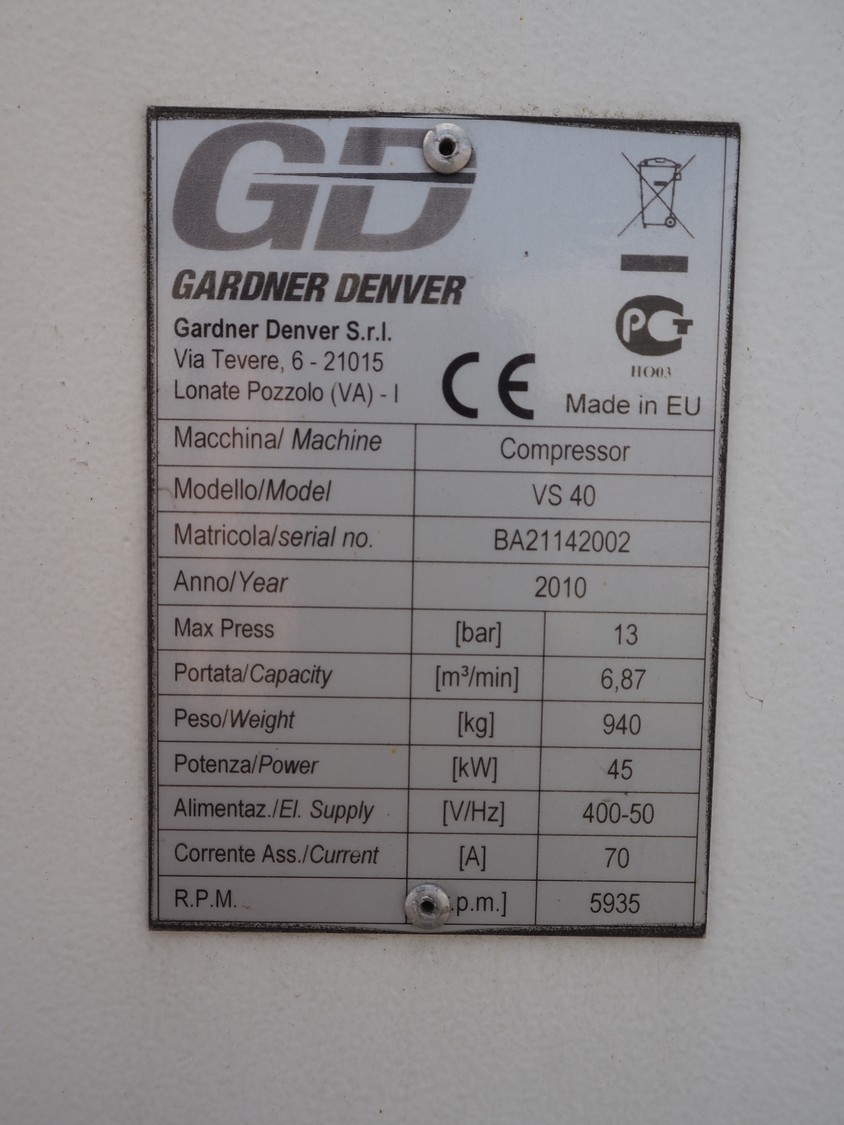 GD
GARDNER DENVER
Gardner Denver S.r.l.
Via Tevere, 6 - 21015
Lonate Pozzolo (VA) - I
CE
PCT
HO03
Made in EU
Macchina/ Machine Compressor
Modello/Model VS 40
Matricola/serial no. BA21142002
Anno/Year 2010
Max Press [bar] 13
Portata/Capacity [m³/min] 6,87
Peso/Weight [kg] 940
Potenza/Power [kW] 45
Alimentaz./El. Supply [V/Hz] 400-50
Corrente Ass./Current [A] 70
R.P.M. .p.m.] 5935